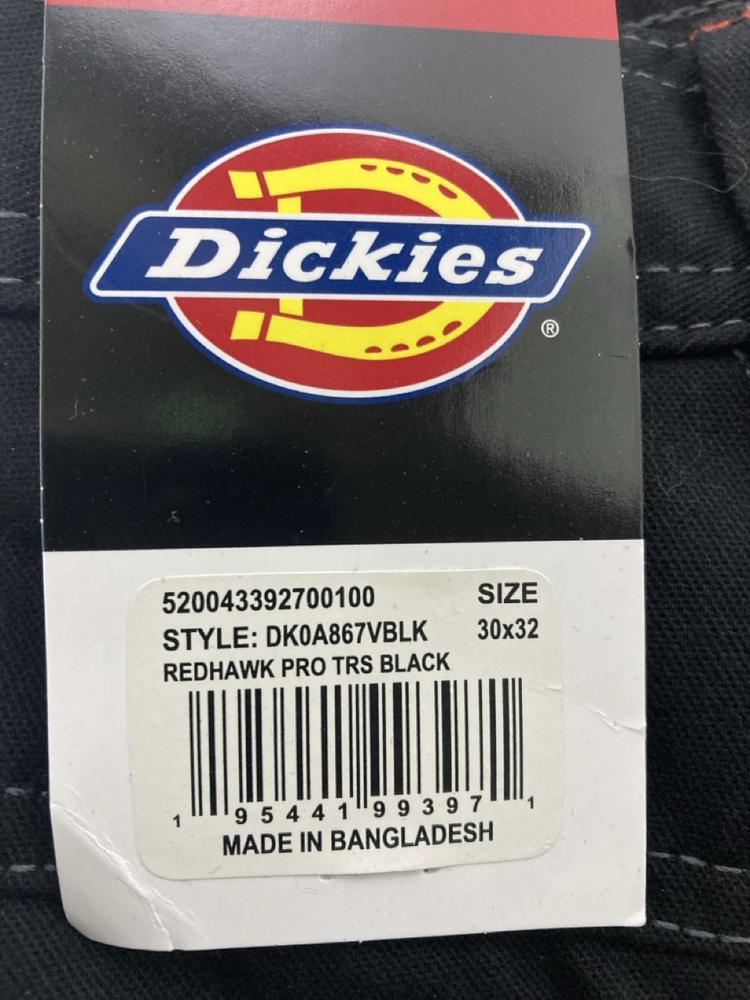 Dickies
®
520043392700100 SIZE
STYLE: DK0A867VBLK 30x32
REDHAWK PRO TRS BLACK
1 95441 99397 1
MADE IN BANGLADESH